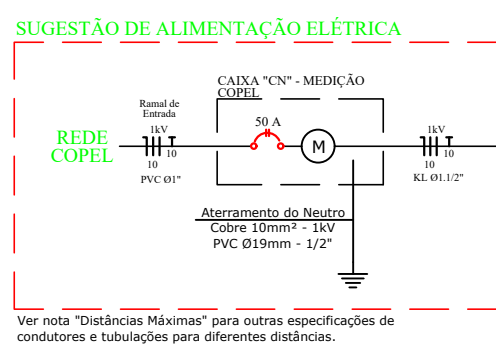 SUGESTÃO DE ALIMENTAÇÃO ELÉTRICA
CAIXA "CN" - MEDIÇÃO
COPEL
Ramal de
Entrada
1kV
50 A
1kV
REDE
COPEL
M
10
10
10
10
PVC Ø1"
KL Ø1.1/2"
Aterramento do Neutro
Cobre 10mm² - 1kV
PVC Ø19mm - 1/2"
Ver nota "Distâncias Máximas" para outras especificações de
condutores e tubulações para diferentes distâncias.